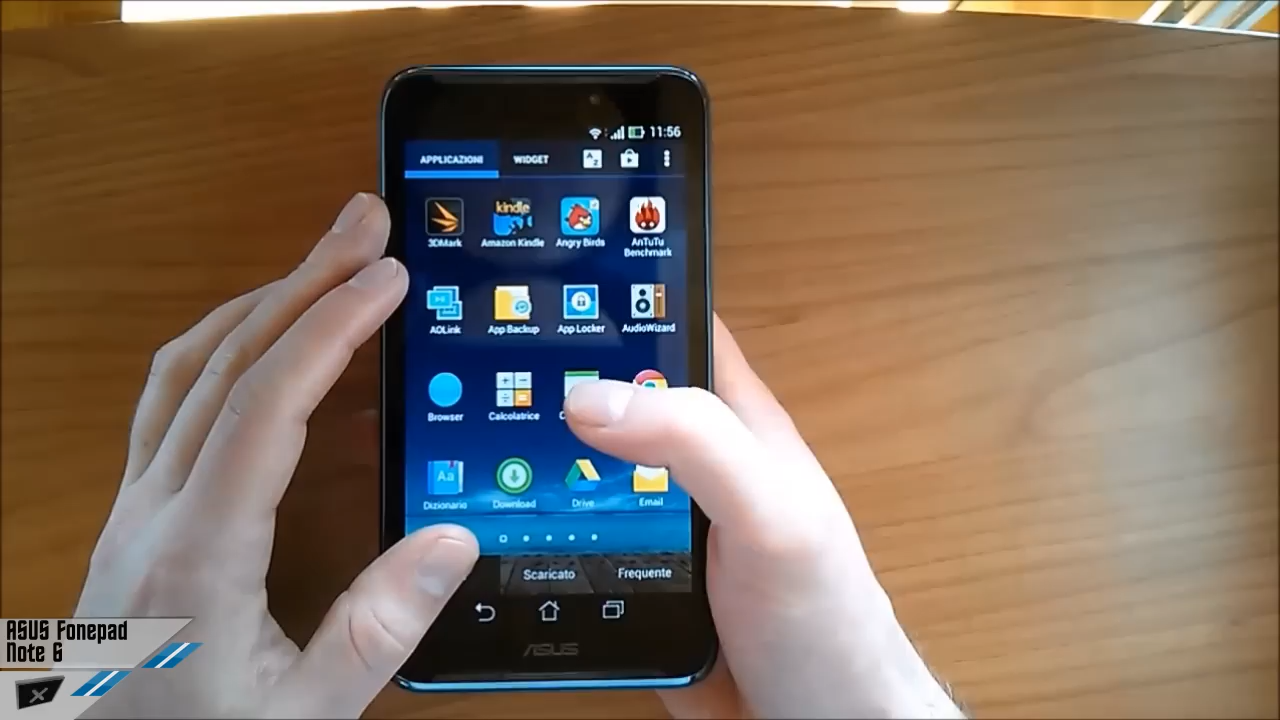 11:56
APPLICAZIONI WIDGET
A
Z
kindle
3DMark Amazon Kindle Angry Birds AnTuTu
Benchmark
AOLink App Backup App Locker AudioWizard
Browser Calcolatrice
Aa
Dizionario Download Drive Email
Scaricato Frequente
ASUS
ASUS Fonepad
Note 6